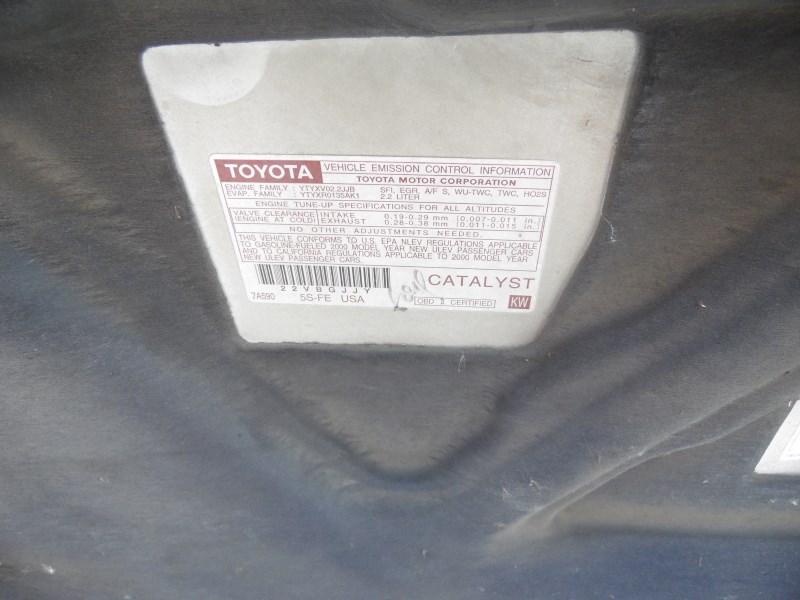 TOYOTA VEHICLE EMISSION CONTROL INFORMATION
TOYOTA MOTOR CORPORATION
ENGINE FAMILY : YTYXV02.2JJB SFI, EGR, A/F S, WU-TWC, TWC, HO2S
EVAP. FAMILY : YTYXR0135AK1 2.2 LITER
ENGINE TUNE-UP SPECIFICATIONS FOR ALL ALTITUDES
VALVE CLEARANCE INTAKE 0.19-0.29 mm (0.007-0.011 in.)
(ENGINE AT COLD) EXHAUST 0.28-0.38 mm (0.011-0.015 in.)
NO OTHER ADJUSTMENTS NEEDED.
THIS VEHICLE CONFORMS TO U.S. EPA NLEV REGULATIONS APPLICABLE
TO GASOLINE-FUELED 2000 MODEL YEAR NEW ULEV PASSENGER CARS
AND TO CALIFORNIA REGULATIONS APPLICABLE TO 2000 MODEL YEAR
NEW ULEV PASSENGER CARS.
CATALYST
22VBGJJY
7A590 5S-FE USA OBD II CERTIFIED KW